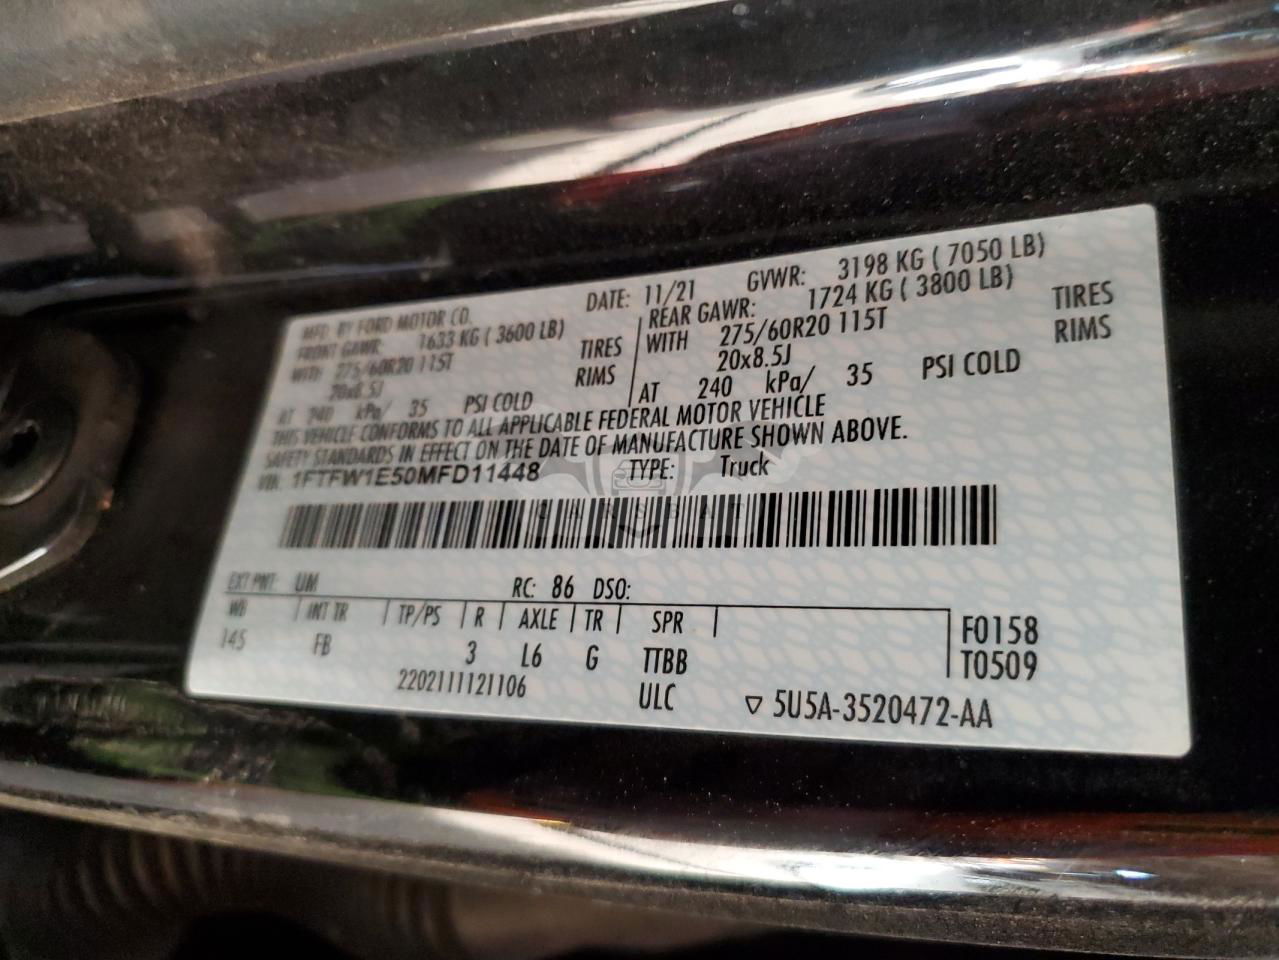 MFD. BY FORD MOTOR CO.
DATE: 11/21 GVWR: 3198 KG ( 7050 LB)
FRONT GAWR: 1633 KG ( 3600 LB)
WITH 275/60R20 115T TIRES
20x8.5J RIMS
AT 240 kPa/ 35 PSI COLD
REAR GAWR: 1724 KG ( 3800 LB)
WITH 275/60R20 115T TIRES
20x8.5J RIMS
AT 240 kPa/ 35 PSI COLD
THIS VEHICLE CONFORMS TO ALL APPLICABLE FEDERAL MOTOR VEHICLE
SAFETY STANDARDS IN EFFECT ON THE DATE OF MANUFACTURE SHOWN ABOVE.
VIN: 1FTFW1E50MFD11448 TYPE: Truck
CARSBAT
EXT PNT: UM RC: 86 DSO:
WB INT TR TP/PS R AXLE TR SPR F0158
145 FB 3 L6 G TTBB T0509
2202111121106 ULC ▽ 5U5A-3520472-AA